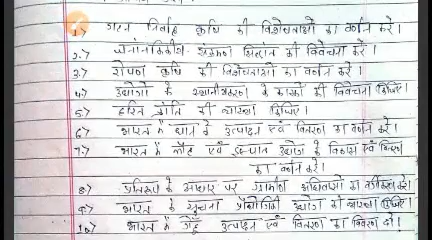 1.> गहन निर्वाह कृषि की विशेषताओं का वर्णन करें।
2.> जनांकिकीय संक्रमण सिद्धांत की विवेचना करें।
3.> रोपण कृषि की विशेषताओं का वर्णन करें।
4.> उद्योगों के स्थानीकरण के कारकों की विवेचना कीजिए।
5.> हरित क्रांति की व्याख्या कीजिए।
6.> भारत में धान के उत्पादन एवं वितरण का वर्णन करें।
7.> भारत में लौह एवं इस्पात उद्योग के विकास एवं वितरण
का वर्णन करें।
8.> प्रतिरूप के आधार पर ग्रामीण अधिवासों का वर्गीकरण करें।
9.> भारत के सूचना प्रौद्योगिकी उद्योग की व्याख्या कीजिए।
10.> भारत में गेहूँ उत्पादन एवं वितरण का विवरण दें।